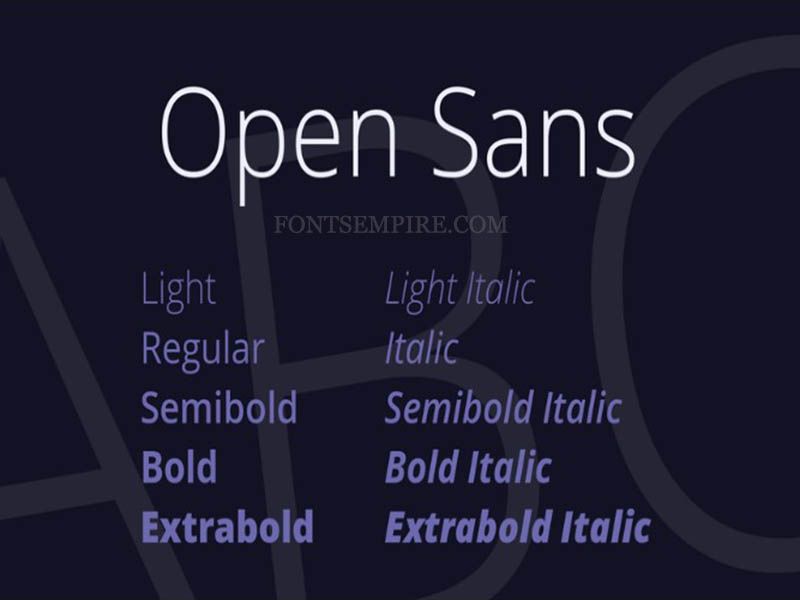 Open Sans
FONTSEMPIRE.COM
Light Light Italic
Regular Italic
Semibold Semibold Italic
Bold Bold Italic
Extrabold Extrabold Italic
ABC